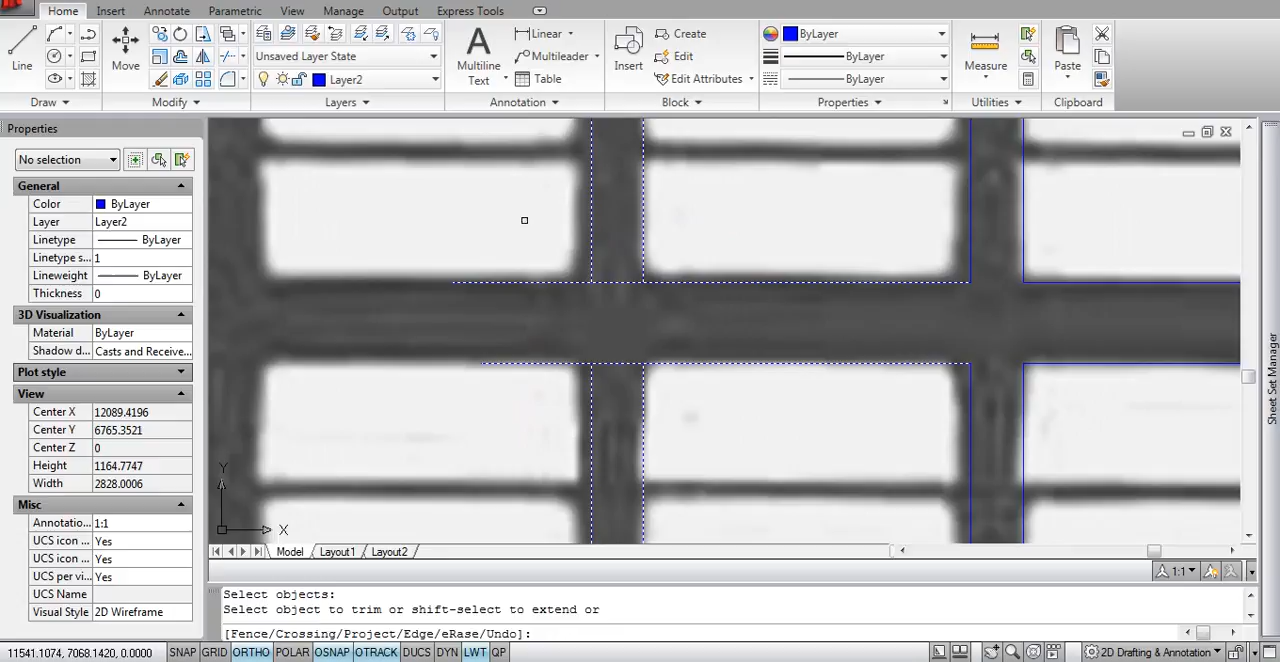 Home Insert Annotate Parametric View Manage Output Express Tools
Line
Move
Unsaved Layer State
Layer2
Multiline
Text
Linear
Multileader
Table
Insert
Create
Edit
Edit Attributes
ByLayer
ByLayer
ByLayer
Measure
Paste
Draw Modify Layers Annotation Block Properties Utilities Clipboard
Properties
No selection
General
Color ByLayer
Layer Layer2
Linetype ByLayer
Linetype s... 1
Lineweight ByLayer
Thickness 0
3D Visualization
Material ByLayer
Shadow d... Casts and Receive...
Plot style
View
Center X 12089.4196
Center Y 6765.3521
Center Z 0
Height 1164.7747
Width 2828.0006
Misc
Annotatio... 1:1
UCS icon ... Yes
UCS icon ... Yes
UCS per vi... Yes
UCS Name
Visual Style 2D Wireframe
Y
X
Model Layout1 Layout2
1:1
Sheet Set Manager
Select objects:
Select object to trim or shift-select to extend or
[Fence/Crossing/Project/Edge/eRase/Undo]:
11541.1074, 7068.1420, 0.0000 SNAP GRID ORTHO POLAR OSNAP OTRACK DUCS DYN LWT QP 2D Drafting & Annotation